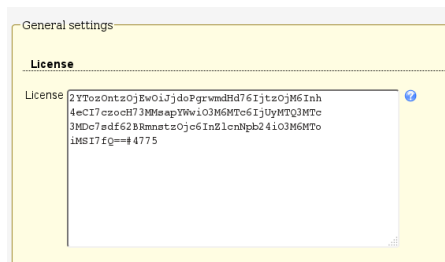 General settings
License
License
2YTozOntzOjEwOiJjdoPgrwmdHd76IjtzOjM6Inh
4eCI7czocH73MMsapYWwiO3M6MTc6IjUyMTQ3MTc
3MDc7sdf62BRmnstzOjc6InZlcnNpb24iO3M6MTo
iMSI7fQ==#4775